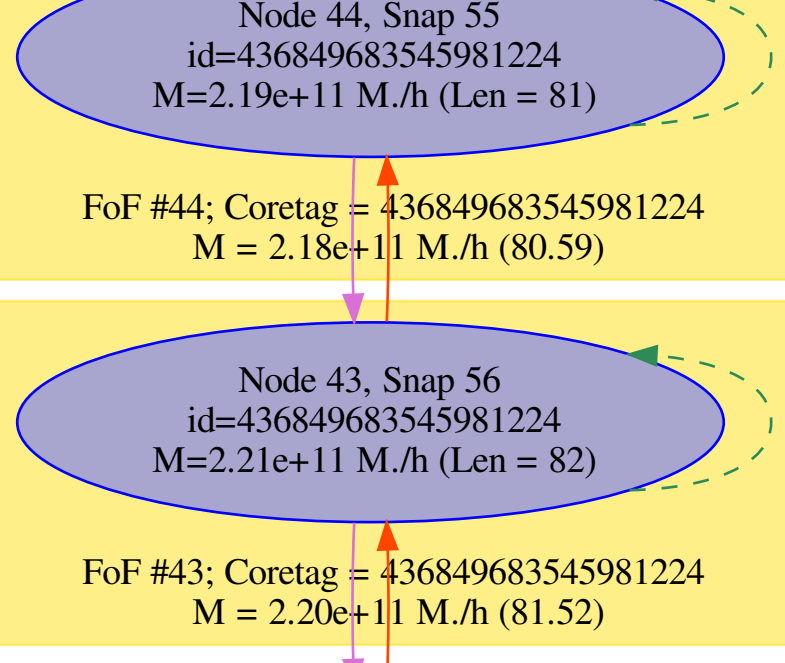 Node 44, Snap 55
id=436849683545981224
M=2.19e+11 M./h (Len = 81)
FoF #44; Coretag = 436849683545981224
M = 2.18e+11 M./h (80.59)
Node 43, Snap 56
id=436849683545981224
M=2.21e+11 M./h (Len = 82)
FoF #43; Coretag = 436849683545981224
M = 2.20e+11 M./h (81.52)